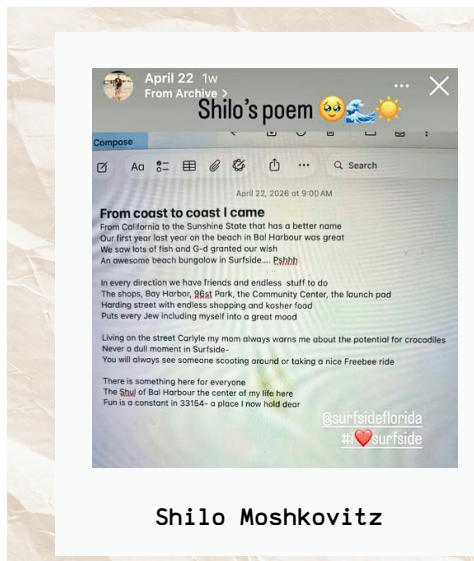 April 22 1w
From Archive >
Shilo's poem 🥹🌊☀️
Compose
Aa
Search
April 22, 2026 at 9:00 AM
From coast to coast I came
From California to the Sunshine State that has a better name
Our first year last year on the beach in Bal Harbour was great
We saw lots of fish and G-d granted our wish
An awesome beach bungalow in Surfside.... Pshhh
In every direction we have friends and endless stuff to do
The shops, Bay Harbor, 96st Park, the Community Center, the launch pad
Harding street with endless shopping and kosher food
Puts every Jew including myself into a great mood
Living on the street Carlyle my mom always warns me about the potential for crocodiles
Never a dull moment in Surfside-
You will always see someone scooting around or taking a nice Freebee ride
There is something here for everyone
The Shul of Bal Harbour the center of my life here
Fun is a constant in 33154- a place I now hold dear
@surfsideflorida
#I❤️surfside
Shilo Moshkovitz